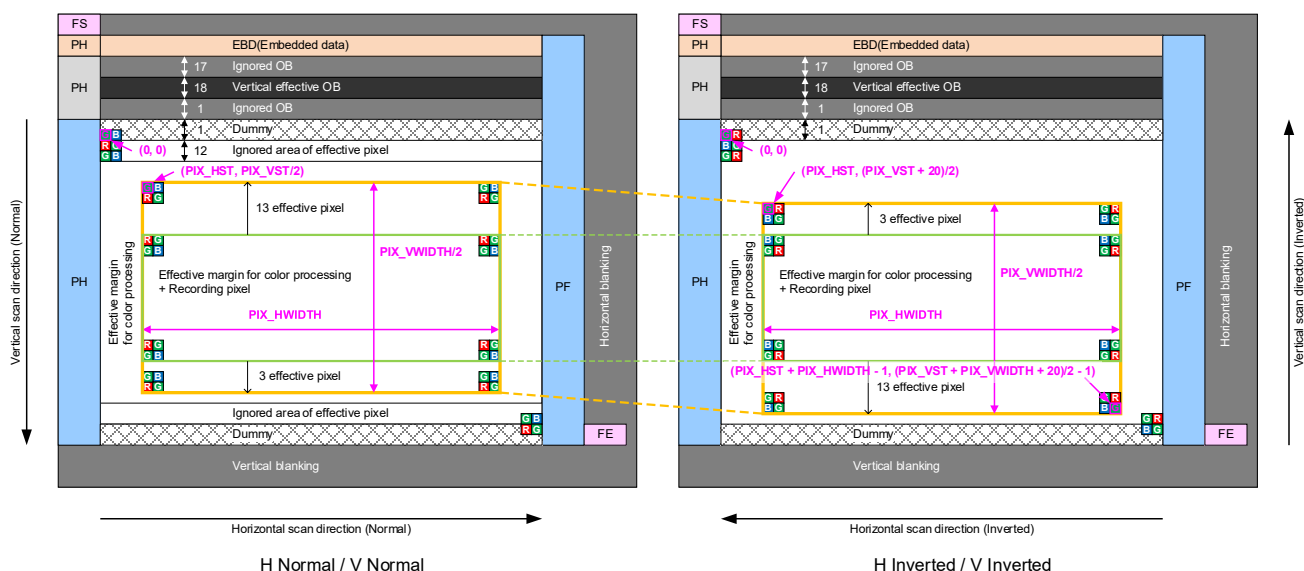 FS
PH
EBD(Embedded data)
17
Ignored OB
PH
18
Vertical effective OB
1
Ignored OB
1
Dummy
G B
R G
G B
(0, 0)
12
Ignored area of effective pixel
(PIX_HST, PIX_VST/2)
G B
R G
G B
R G
13 effective pixel
R G
G B
R G
G B
PIX_VWIDTH/2
Effective margin for color processing
+ Recording pixel
PIX_HWIDTH
Effective margin
for color processing
PH
PF
Horizontal blanking
Vertical scan direction (Normal)
R G
G B
R G
G B
G B
R G
G B
R G
3 effective pixel
Ignored area of effective pixel
G B
R G
Dummy
FE
Vertical blanking
Horizontal scan direction (Normal)
H Normal / V Normal
FS
PH
EBD(Embedded data)
17
Ignored OB
PH
18
Vertical effective OB
1
Ignored OB
1
Dummy
R
B G
G R
(0, 0)
(PIX_HST, (PIX_VST + 20)/2)
R
B G
G R
B G
3 effective pixel
B G
G R
B G
G R
PIX_VWIDTH/2
Effective margin for color processing
+ Recording pixel
PIX_HWIDTH
Effective margin
for color processing
PH
PF
Horizontal blanking
Vertical scan direction (Inverted)
B G
G R
B G
G R
(PIX_HST + PIX_HWIDTH - 1, (PIX_VST + PIX_VWIDTH + 20)/2 - 1)
13 effective pixel
G R
B G
G R
B
G R
B G
Dummy
FE
Vertical blanking
Horizontal scan direction (Inverted)
H Inverted / V Inverted